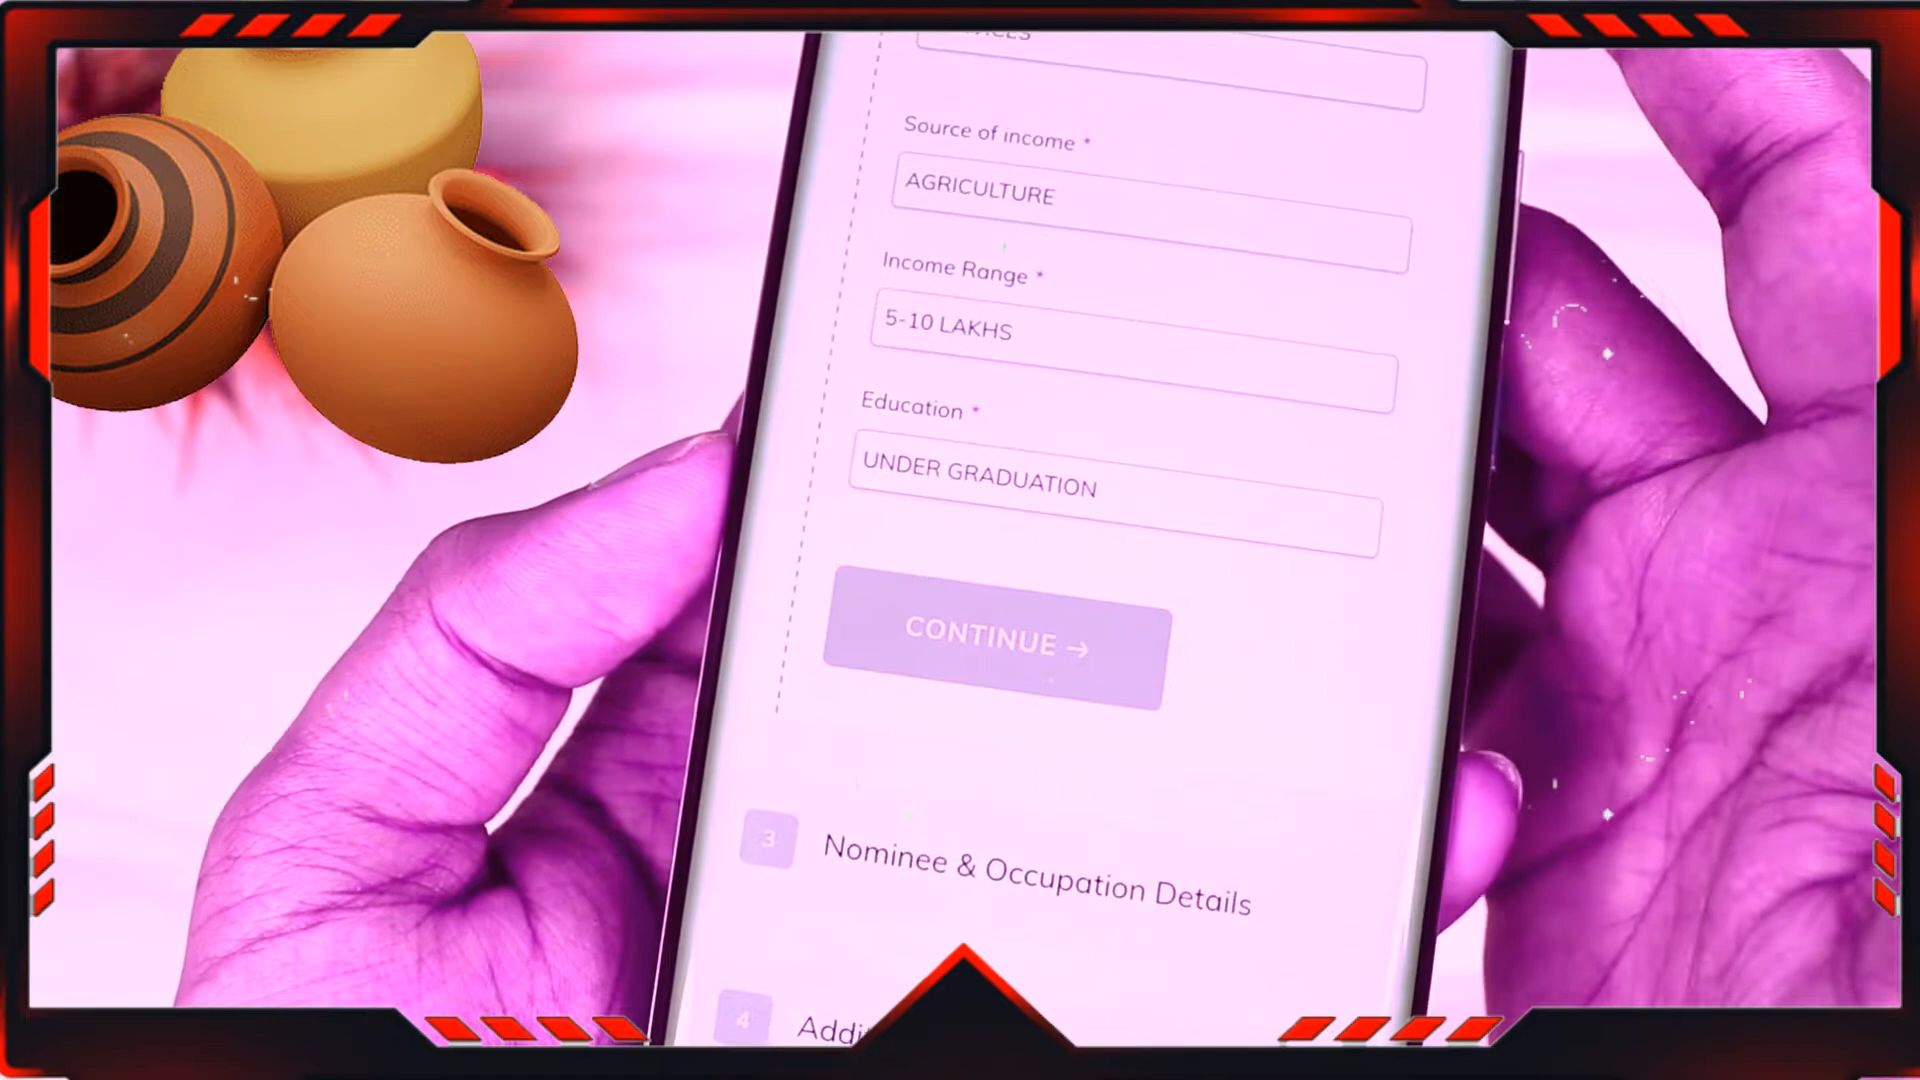 Source of income *
AGRICULTURE
Income Range *
5-10 LAKHS
Education *
UNDER GRADUATION
CONTINUE →
3 Nominee & Occupation Details
4